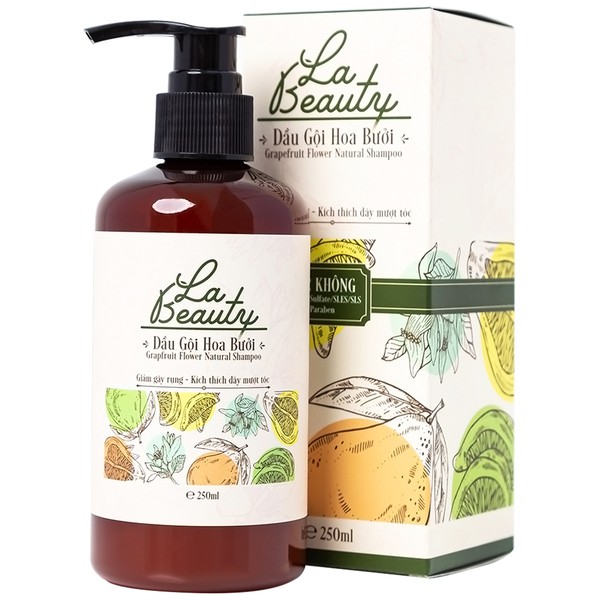 La
Beauty
Dầu Gội Hoa Bưởi
Grapfruit Flower Natural Shampoo
Giảm gãy rụng - Kích thích dày mượt tóc
℮ 250ml
La
Beauty
Dầu Gội Hoa Bưởi
Grapefruit Flower Natural Shampoo
- Kích thích dày mượt tóc
KHÔNG
Sulfate/SLES/SLS
Paraben
℮ 250ml